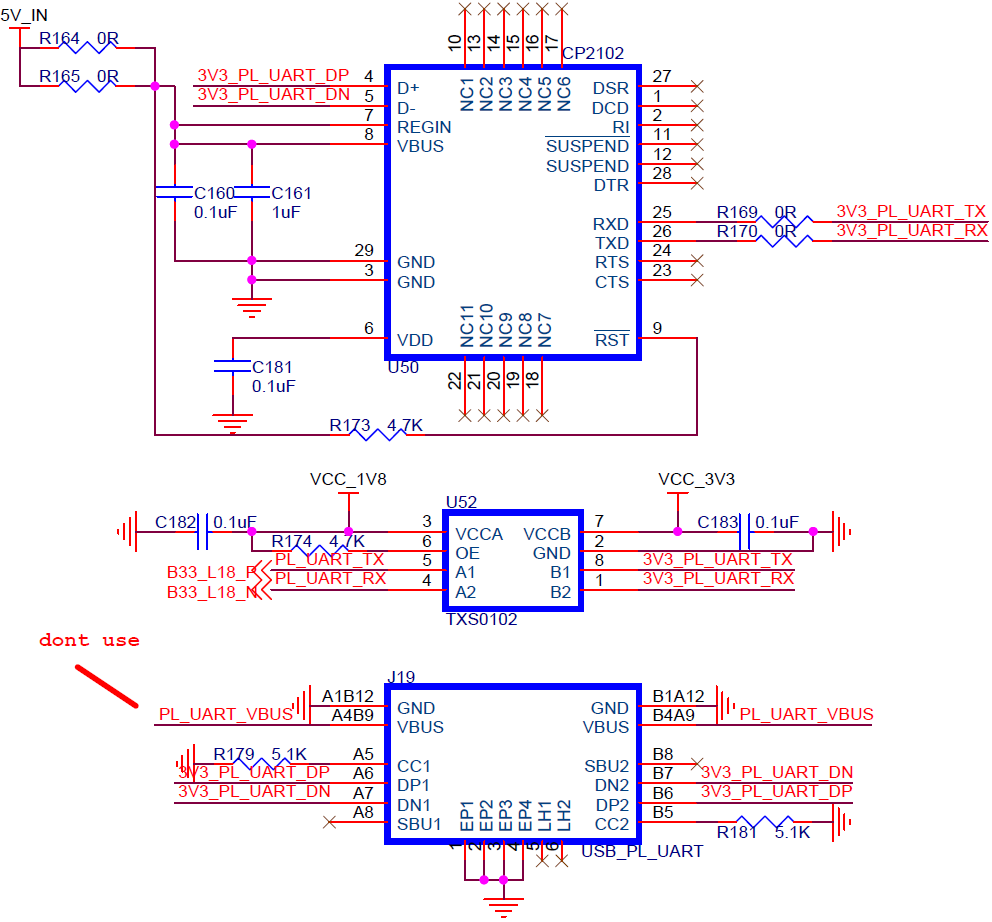 5V_IN
R164 0R
R165 0R
10 13 14 15 16 17
CP2102
NC1 NC2 NC3 NC4 NC5 NC6
3V3_PL_UART_DP 4 D+
3V3_PL_UART_DN 5 D-
7 REGIN
8 VBUS
DSR 27
DCD 1
RI 2
SUSPEND 11
SUSPEND 12
DTR 28
C160 0.1uF
C161 1uF
RXD 25 R169 0R 3V3_PL_UART_TX
TXD 26 R170 0R 3V3_PL_UART_RX
RTS 24
CTS 23
29 GND
3 GND
6 VDD
RST 9
C181 0.1uF
NC11 NC10 NC9 NC8 NC7
U50
22 21 20 19 18
R173 4.7K
VCC_1V8
VCC_3V3
U52
C182 0.1uF
3 VCCA
VCCB 7
C183 0.1uF
R174 4.7K
6 OE
GND 2
PL_UART_TX 5 A1
B1 8 3V3_PL_UART_TX
B33_L18_P
PL_UART_RX 4 A2
B2 1 3V3_PL_UART_RX
B33_L18_N
TXS0102
dont use
J19
A1B12 GND
GND B1A12
PL_UART_VBUS A4B9 VBUS
VBUS B4A9 PL_UART_VBUS
R179 5.1K A5 CC1
SBU2 B8
3V3_PL_UART_DP A6 DP1
DN2 B7 3V3_PL_UART_DN
3V3_PL_UART_DN A7 DN1
DP2 B6 3V3_PL_UART_DP
A8 SBU1
CC2 B5 R181 5.1K
EP1 EP2 EP3 EP4 LH1 LH2
1 2 3 4 5 6
USB_PL_UART